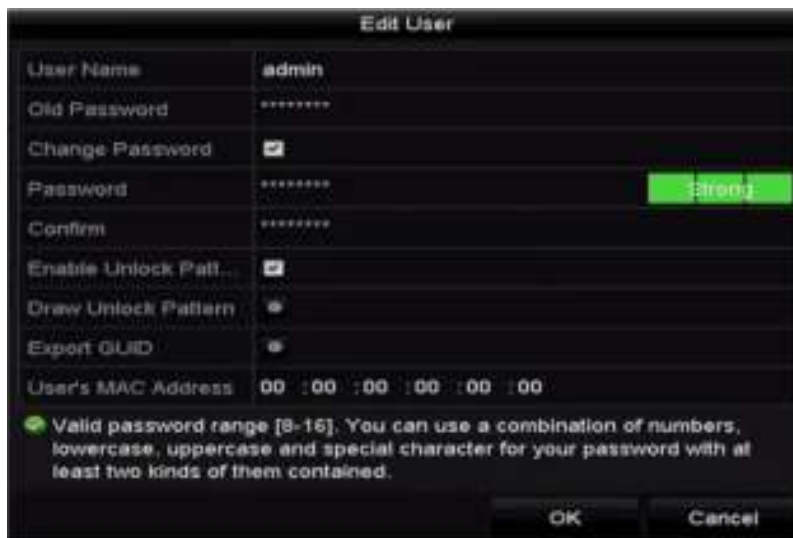 Edit User
User Name admin
Old Password ********
Change Password
Password ******** Strong
Confirm ********
Enable Unlock Patt...
Draw Unlock Pattern
Export GUID
User's MAC Address 00 :00 :00 :00 :00 :00
Valid password range [8-16]. You can use a combination of numbers,
lowercase, uppercase and special character for your password with at
least two kinds of them contained.
OK Cancel